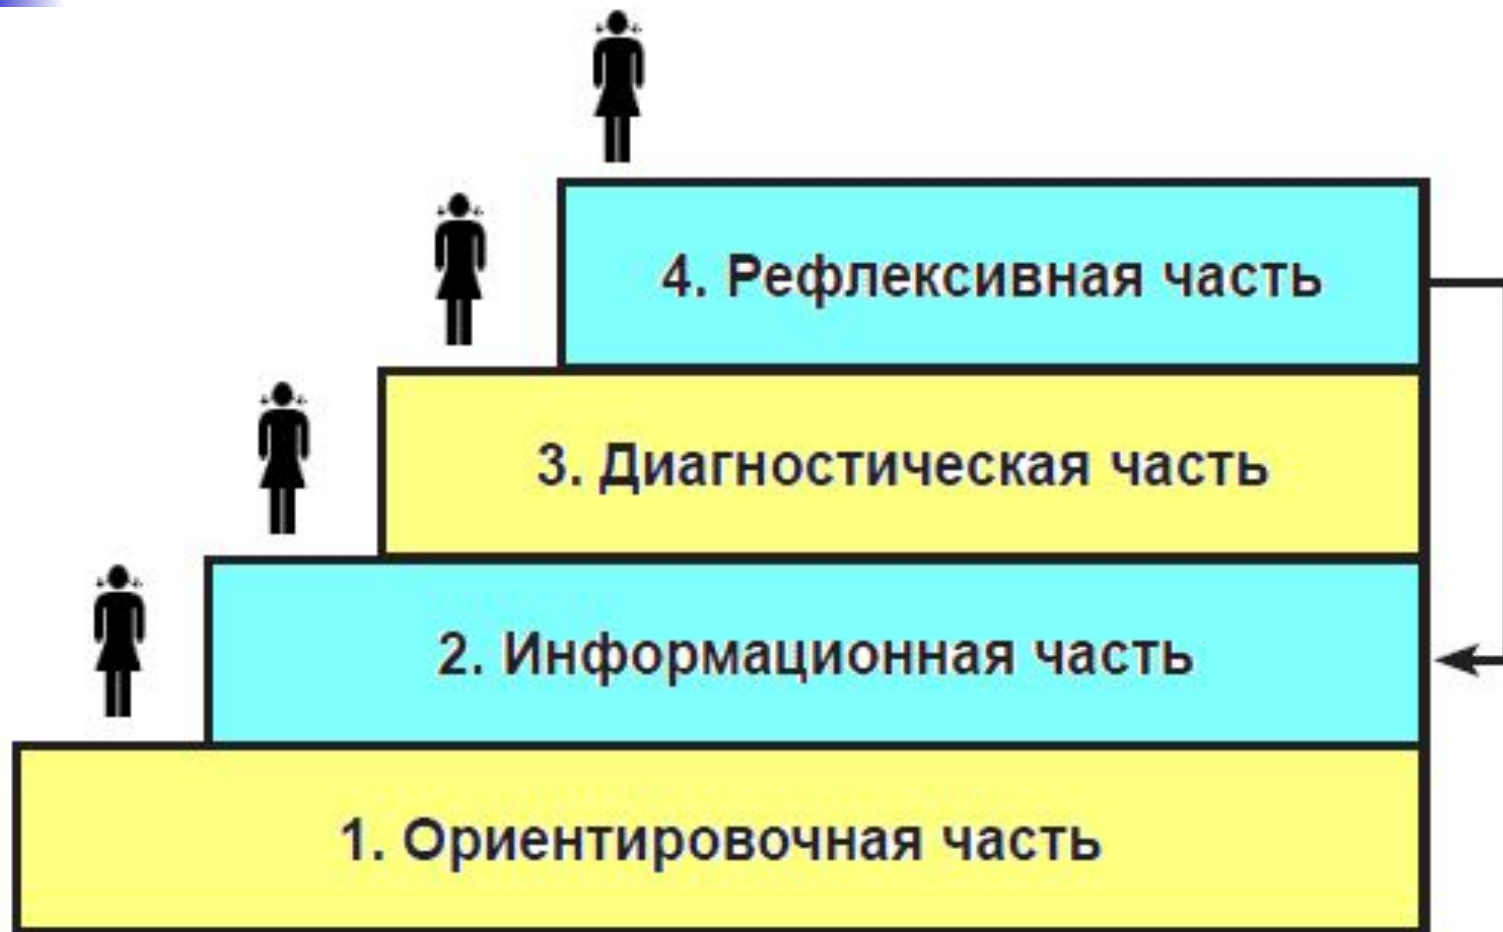 4. Рефлексивная часть
3. Диагностическая часть
2. Информационная часть
1. Ориентировочная часть